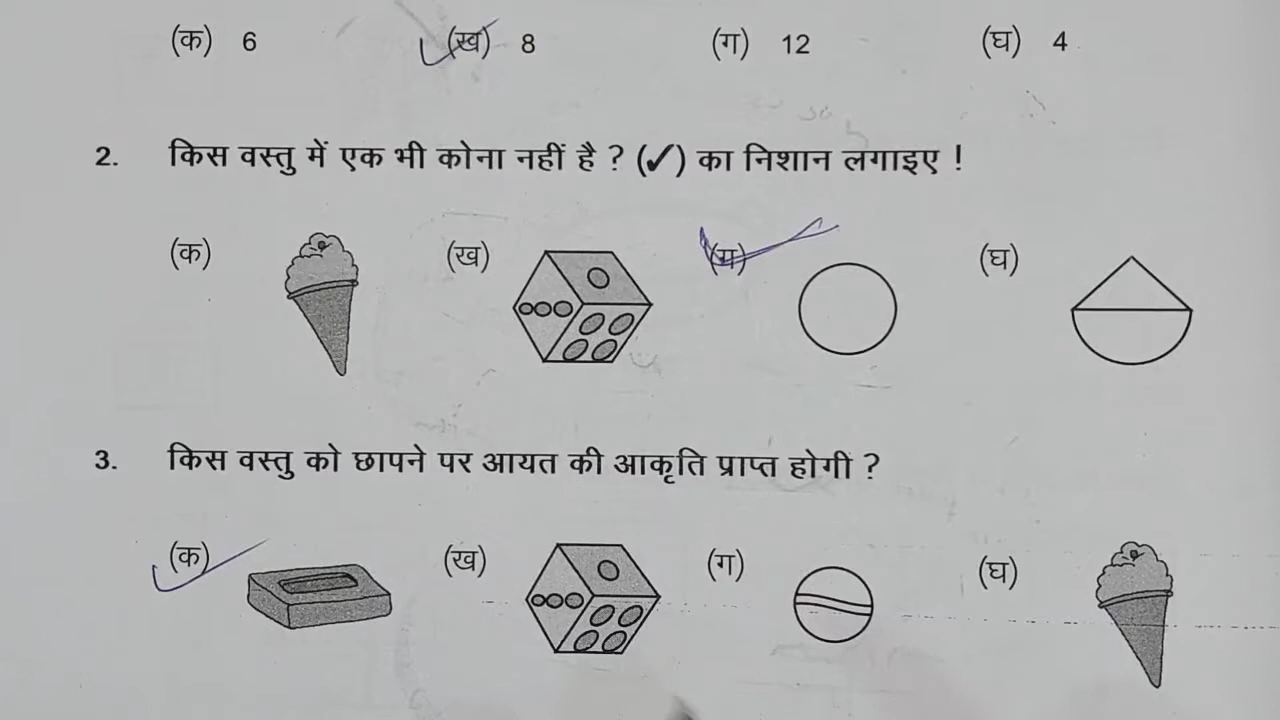 (क) 6 (ख) 8 (ग) 12 (घ) 4
2. किस वस्तु में एक भी कोना नहीं है ? (✓) का निशान लगाइए !
(क) (ख) (ग) (घ)
3. किस वस्तु को छापने पर आयत की आकृति प्राप्त होगी ?
(क) (ख) (ग) (घ)